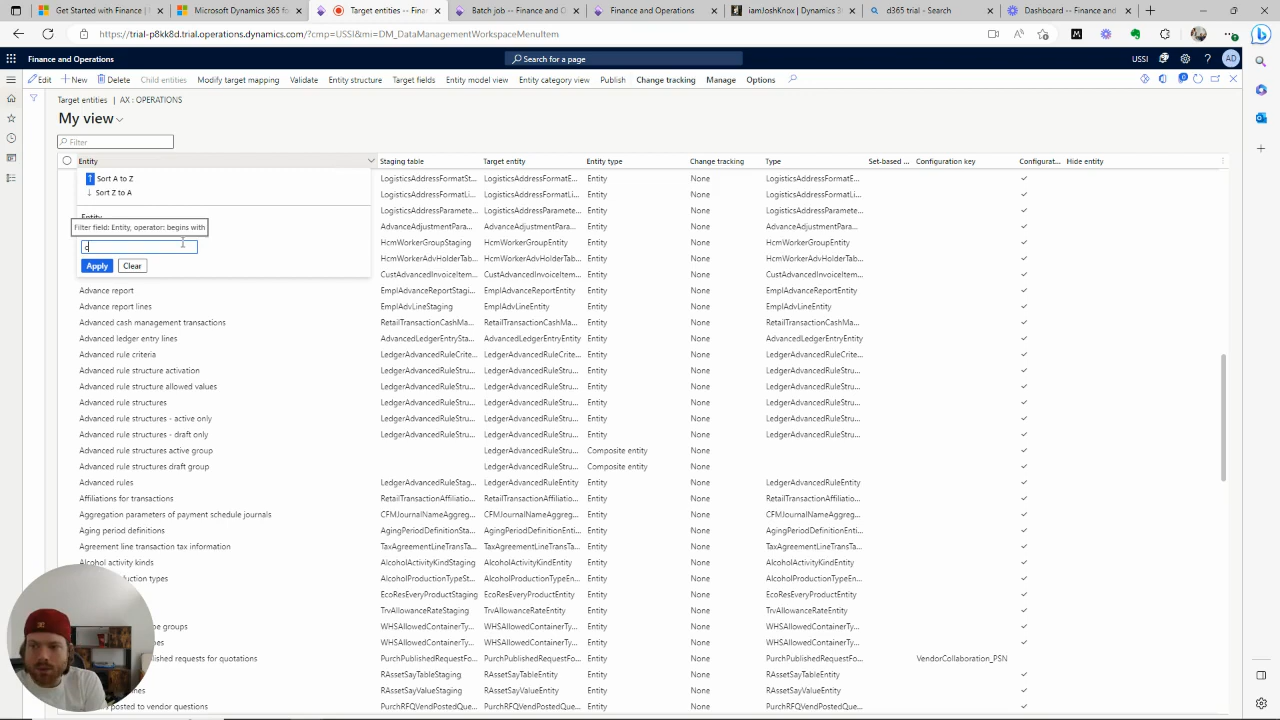 Getting started with Finance |
Microsoft Dynamics 365 for
Target entities -- Finan
Batch job -- Finance and O
Finance and Operations
IamJoshKnox | Dynamics 3
d365 trial - Search
Dashboard -- Finance and O
https://trial-p8kk8d.trial.operations.dynamics.com/?cmp=USSI&mi=DM_DataManagementWorkspaceMenuItem
Finance and Operations
Search for a page
USSI
AD
Edit
New
Delete
Child entities
Modify target mapping
Validate
Entity structure
Target fields
Entity model view
Entity category view
Publish
Change tracking
Manage
Options
Target entities | AX : OPERATIONS
My view
Filter
Entity Staging table Target entity Entity type Change tracking Type Set-based ... Configuration key Configurat... Hide entity
Sort A to Z
Sort Z to A
Entity
Filter field: Entity, operator: begins with
c
Apply Clear
LogisticsAddressFormatSt... LogisticsAddressFormatE... Entity None LogisticsAddressFormatE...
LogisticsAddressFormatLi... LogisticsAddressFormatLi... Entity None LogisticsAddressFormatLi...
LogisticsAddressParamete... LogisticsAddressParamete... Entity None LogisticsAddressParamete...
AdvanceAdjustmentPara... AdvanceAdjustmentPara... Entity None AdvanceAdjustmentPara...
HcmWorkerGroupStaging HcmWorkerGroupEntity Entity None HcmWorkerGroupEntity
HcmWorkerAdvHolderTab... HcmWorkerAdvHolderTab... Entity None HcmWorkerAdvHolderTab...
CustAdvancedInvoiceItem... CustAdvancedInvoiceItem... Entity None CustAdvancedInvoiceItem...
Advance report EmplAdvanceReportStagi... EmplAdvanceReportEntity Entity None EmplAdvanceReportEntity
Advance report lines EmplAdvLineStaging EmplAdvLineEntity Entity None EmplAdvLineEntity
Advanced cash management transactions RetailTransactionCashMa... RetailTransactionCashMa... Entity None RetailTransactionCashMa...
Advanced ledger entry lines AdvancedLedgerEntrySta... AdvancedLedgerEntryEntity Entity None AdvancedLedgerEntryEntity
Advanced rule criteria LedgerAdvancedRuleCrite... LedgerAdvancedRuleCrite... Entity None LedgerAdvancedRuleCrite...
Advanced rule structure activation LedgerAdvancedRuleStru... LedgerAdvancedRuleStru... Entity None LedgerAdvancedRuleStru...
Advanced rule structure allowed values LedgerAdvancedRuleStru... LedgerAdvancedRuleStru... Entity None LedgerAdvancedRuleStru...
Advanced rule structures LedgerAdvancedRuleStru... LedgerAdvancedRuleStru... Entity None LedgerAdvancedRuleStru...
Advanced rule structures - active only LedgerAdvancedRuleStru... LedgerAdvancedRuleStru... Entity None LedgerAdvancedRuleStru...
Advanced rule structures - draft only LedgerAdvancedRuleStru... LedgerAdvancedRuleStru... Entity None LedgerAdvancedRuleStru...
Advanced rule structures active group LedgerAdvancedRuleStru... Composite entity None
Advanced rule structures draft group LedgerAdvancedRuleStru... Composite entity None
Advanced rules LedgerAdvancedRuleStag... LedgerAdvancedRuleEntity Entity None LedgerAdvancedRuleEntity
Affiliations for transactions RetailTransactionAffiliatio... RetailTransactionAffiliatio... Entity None RetailTransactionAffiliatio...
Aggregation parameters of payment schedule journals CFMJournalNameAggreg... CFMJournalNameAggreg... Entity None CFMJournalNameAggreg...
Aging period definitions AgingPeriodDefinitionSta... AgingPeriodDefinitionEnti... Entity None AgingPeriodDefinitionEnti...
Agreement line transaction tax information TaxAgreementLineTransTa... TaxAgreementLineTransTa... Entity None TaxAgreementLineTransTa...
Alcohol activity kinds AlcoholActivityKindStaging AlcoholActivityKindEntity Entity None AlcoholActivityKindEntity
duction types AlcoholProductionTypeSt... AlcoholProductionTypeEn... Entity None AlcoholProductionTypeEn...
EcoResEveryProductStaging EcoResEveryProductEntity Entity None EcoResEveryProductEntity
TrvAllowanceRateStaging TrvAllowanceRateEntity Entity None TrvAllowanceRateEntity
groups WHSAllowedContainerTy... WHSAllowedContainerTy... Entity None WHSAllowedContainerTy...
WHSAllowedContainerTy... WHSAllowedContainerTy... Entity None WHSAllowedContainerTy...
requests for quotations PurchPublishedRequestFo... PurchPublishedRequestFo... Entity None PurchPublishedRequestFo... VendorCollaboration_PSN
RAssetSayTableStaging RAssetSayTableEntity Entity None RAssetSayTableEntity
RAssetSayValueStaging RAssetSayValueEntity Entity None RAssetSayValueEntity
posted to vendor questions PurchRFQVendPostedQue... PurchRFQVendPostedQue... Entity None PurchRFQVendPostedQue...